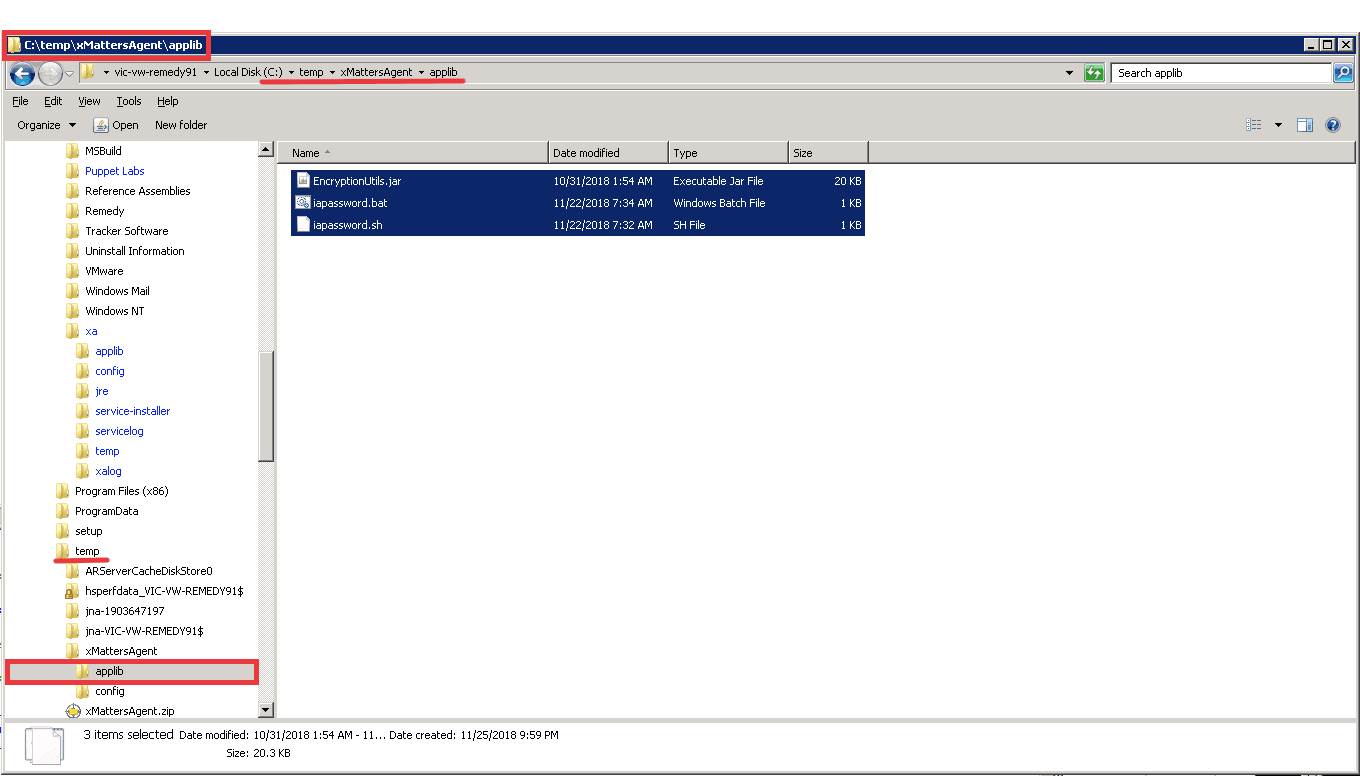 C:\temp\xMattersAgent\applib
vic-vw-remedy91 Local Disk (C:) temp xMattersAgent applib Search applib
File Edit View Tools Help
Organize Open New folder
MSBuild
Puppet Labs
Reference Assemblies
Remedy
Tracker Software
Uninstall Information
VMware
Windows Mail
Windows NT
xa
applib
config
jre
service-installer
servicelog
temp
xalog
Program Files (x86)
ProgramData
setup
temp
ARServerCacheDiskStore0
hsperfdata_VIC-VW-REMEDY91$
jna-1903647197
jna-VIC-VW-REMEDY91$
xMattersAgent
applib
config
xMattersAgent.zip
Name Date modified Type Size
EncryptionUtils.jar 10/31/2018 1:54 AM Executable Jar File 20 KB
iapassword.bat 11/22/2018 7:34 AM Windows Batch File 1 KB
iapassword.sh 11/22/2018 7:32 AM SH File 1 KB
3 items selected Date modified: 10/31/2018 1:54 AM - 11... Date created: 11/25/2018 9:59 PM
Size: 20.3 KB